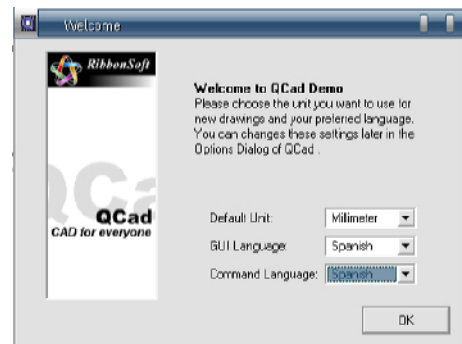 Welcome
RibbonSoft
QCad
QCad
CAD for everyone
Welcome to QCad Demo
Please choose the unit you want to use for
new drawings and your preferred language.
You can changes these settings later in the
Options Dialog of QCad .
Default Unit: Millimeter
GUI Language: Spanish
Command Language: Spanish
OK